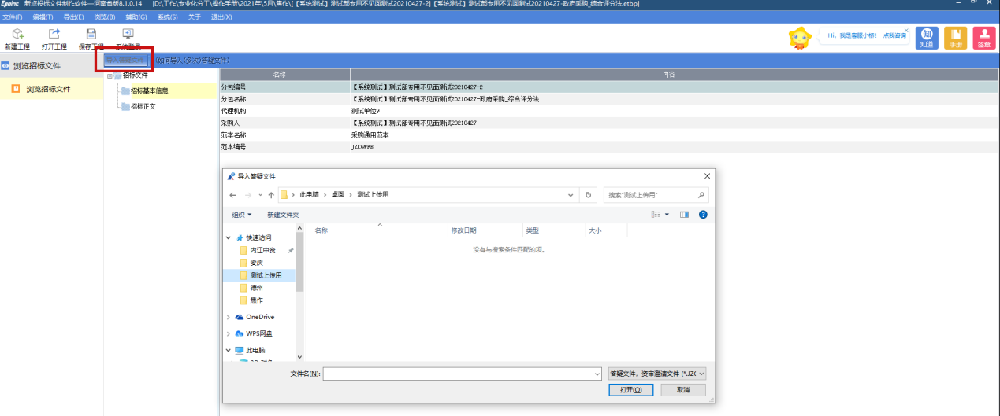 Epoint 新点投标文件制作软件—河南省版8.1.0.14 [D:\工作\专业化分工\操作手册\2021年\5月\焦作\[【系统测试】测试部专用不见面测试20210427-2]【系统测试】测试部专用不见面测试20210427-政府采购_综合评分法.etbp]
文件(F) 编辑(T) 导出(E) 浏览(B) 辅助(G) 系统(S) 关于 退出(X)
新建工程 打开工程 保存工程 系统登录
Hi，我是客服小桥！ 点我咨询
知 知道 手册 签章
浏览招标文件
浏览招标文件
导入答疑文件 (如何导入(多次)答疑文件)
招标文件
招标基本信息
招标正文
名称 内容
分包编号 【系统测试】测试部专用不见面测试20210427-2
分包名称 【系统测试】测试部专用不见面测试20210427-政府采购_综合评分法
代理机构 测试单位9
采购人 【系统测试】测试部专用不见面测试20210427
范本名称 采购通用范本
范本编号 JZCGWFB
导入答疑文件
此电脑 › 桌面 › 测试上传用
搜索"测试上传用"
组织 新建文件夹
名称 修改日期 类型 大小
没有与搜索条件匹配的项。
快速访问
内江中资
安庆
测试上传用
德州
焦作
OneDrive
WPS网盘
此电脑
文件名(N):
答疑文件，资审澄清文件 (*.JZ(
打开(O) 取消